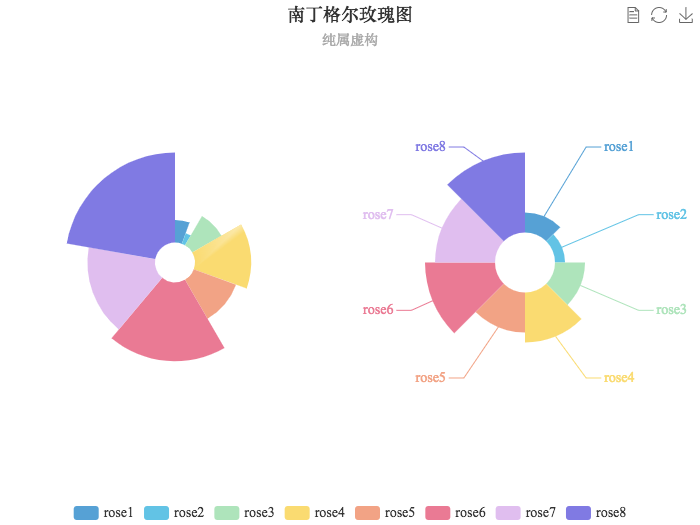 南丁格尔玫瑰图
纯属虚构
rose8
rose1
rose7
rose2
rose6
rose3
rose5
rose4
rose1 rose2 rose3 rose4 rose5 rose6 rose7 rose8